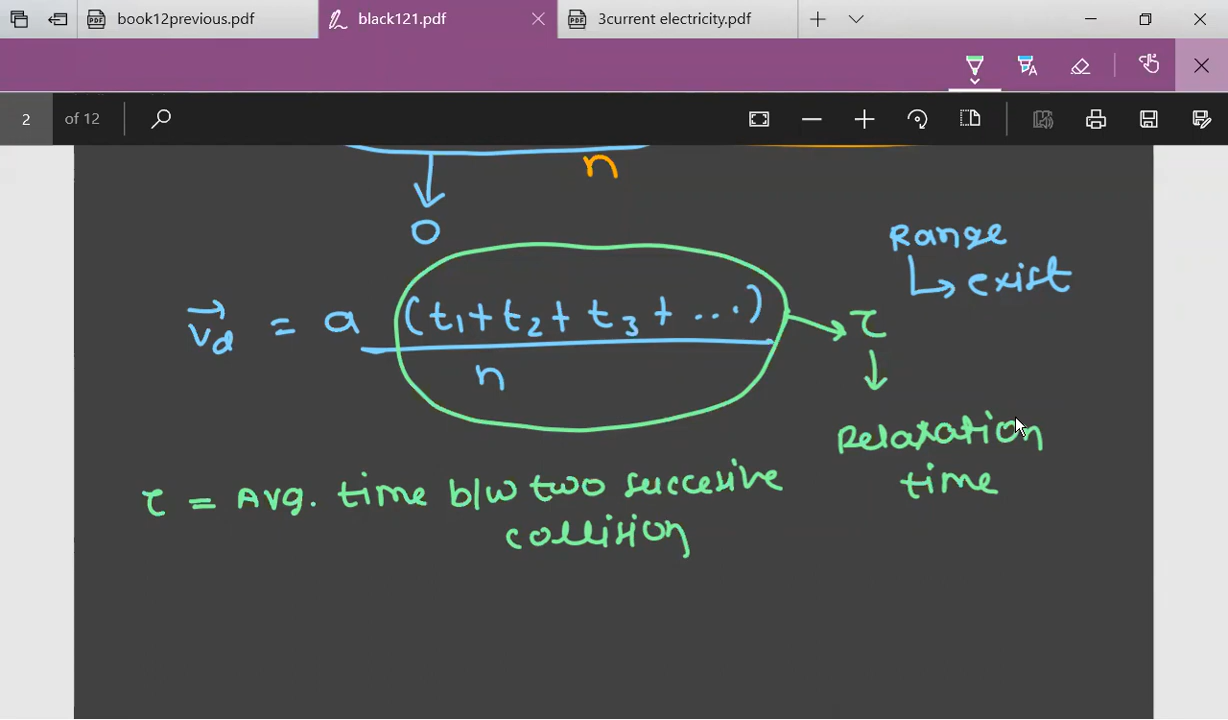 book12previous.pdf
black121.pdf
3current electricity.pdf
2 of 12
n
0
Range
↳ exist
v⃗d = a (t₁+t₂+t₃+...) → τ
n
Relaxation
time
τ = Avg. time b/w two succesive
collision